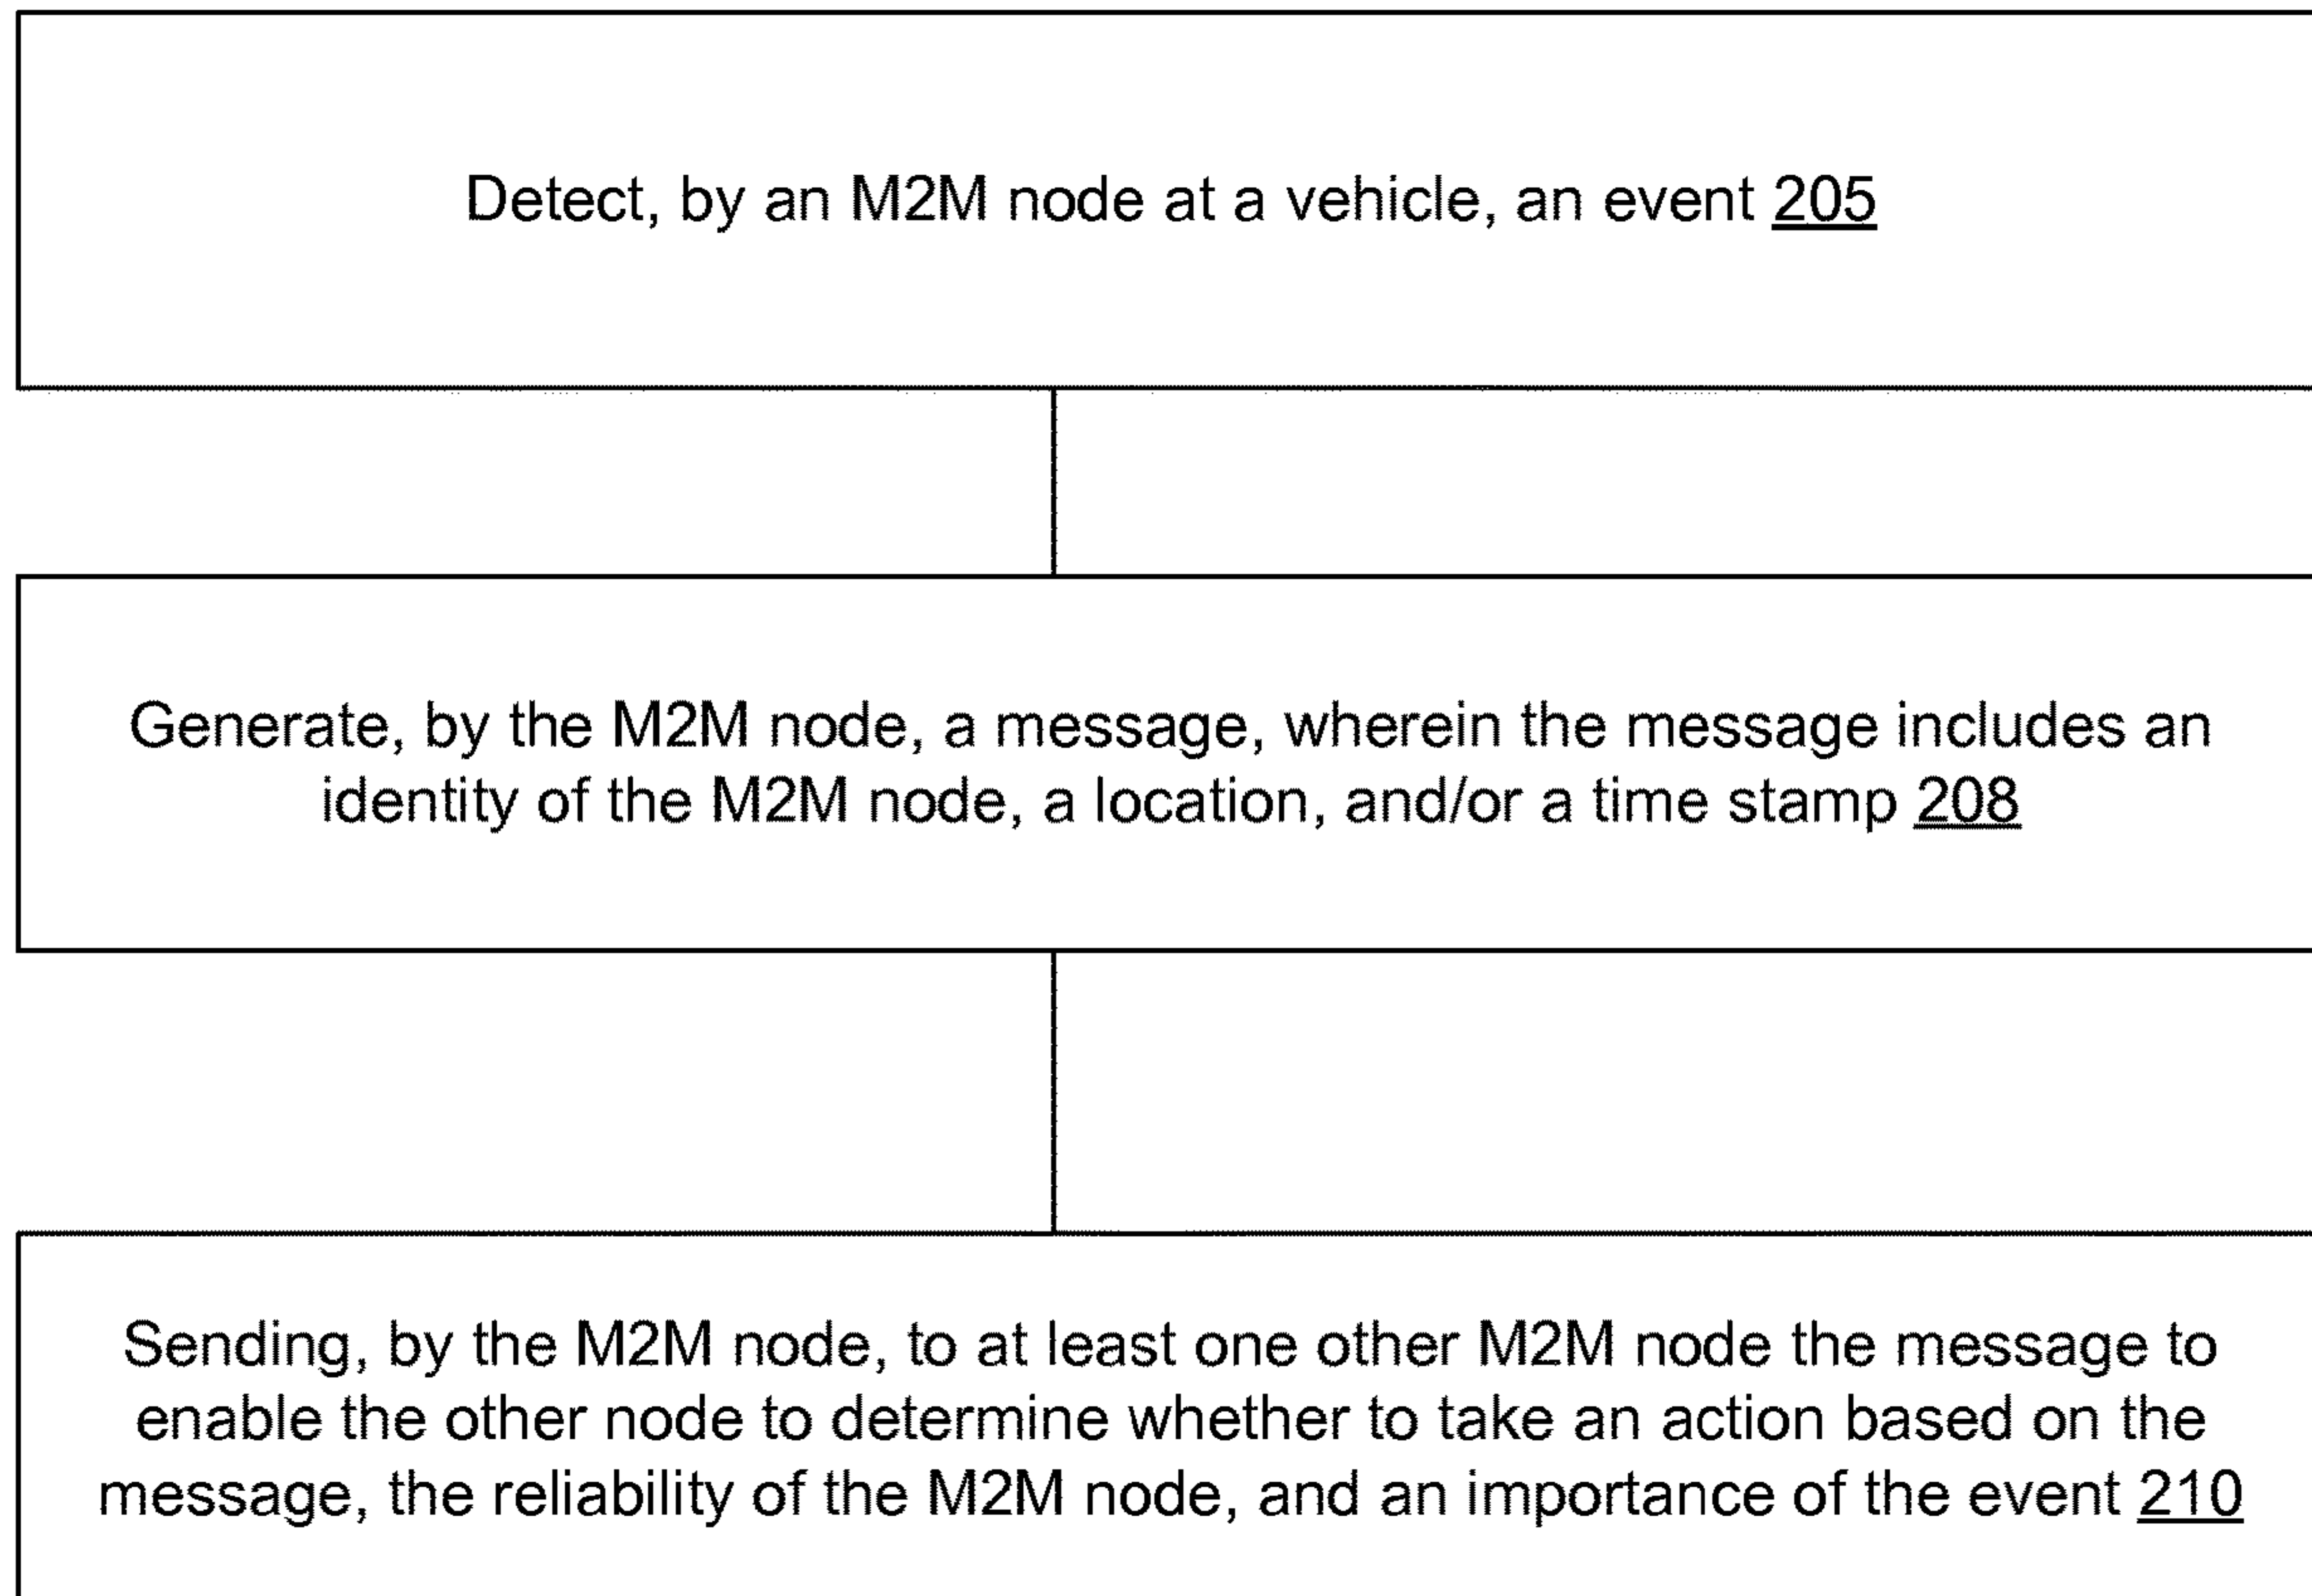 Detect, by an M2M node at a vehicle, an event 205
Generate, by the M2M node, a message, wherein the message includes an
identity of the M2M node, a location, and/or a time stamp 208
Sending, by the M2M node, to at least one other M2M node the message to
enable the other node to determine whether to take an action based on the
message, the reliability of the M2M node, and an importance of the event 210